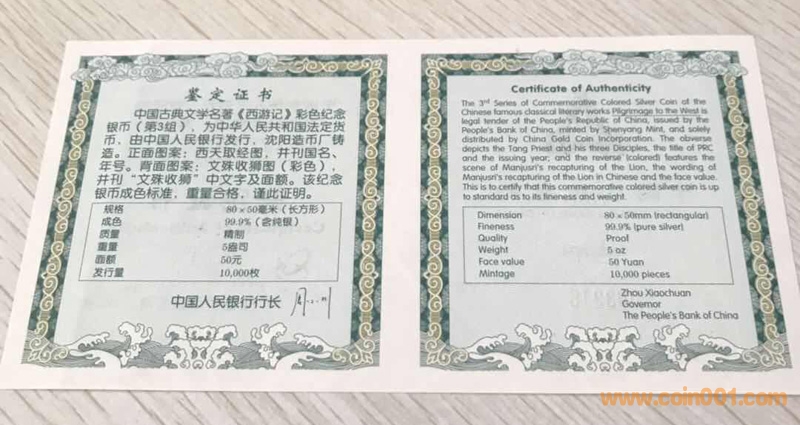 鉴定证书
中国古典文学名著《西游记》彩色纪念
银币（第3组），为中华人民共和国法定货
币，由中国人民银行发行，沈阳造币厂铸
造。正面图案：西天取经图，并刊国名、
年号。背面图案：文殊收狮图（彩色），
并刊“文殊收狮”中文字及面额。该纪念
银币成色标准，重量合格，谨此证明。
规格 80×50毫米（长方形）
成色 99.9%（含纯银）
质量 精制
重量 5盎司
面额 50元
发行量 10,000枚
中国人民银行行长
Certificate of Authenticity
The 3rd Series of Commemorative Colored Silver Coin of the
Chinese famous classical literary works Pilgrimage to the West is
legal tender of the People's Republic of China, issued by the
People's Bank of China, minted by Shenyang Mint, and solely
distributed by China Gold Coin Incorporation. The obverse
depicts the Tang Priest and his three Disciples, the title of PRC
and the issuing year; and the reverse (colored) features the
scene of Manjusri's recapturing of the Lion, the wording of
Manjusri's recapturing of the Lion in Chinese and the face value.
This is to certify that this commemorative colored silver coin is up
to standard as to its fineness and weight.
Dimension 80×50mm (rectangular)
Fineness 99.9% (pure silver)
Quality Proof
Weight 5 oz
Face value 50 Yuan
Mintage 10,000 pieces
Zhou Xiaochuan
Governor
The People's Bank of China
www.coin001.com